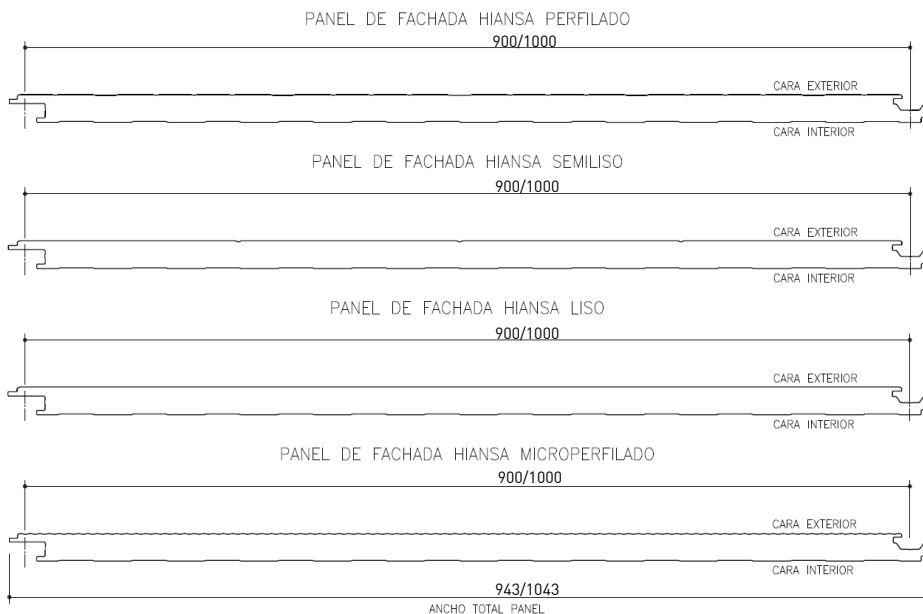 PANEL DE FACHADA HIANSA PERFILADO
900/1000
CARA EXTERIOR
CARA INTERIOR
PANEL DE FACHADA HIANSA SEMILISO
900/1000
CARA EXTERIOR
CARA INTERIOR
PANEL DE FACHADA HIANSA LISO
900/1000
CARA EXTERIOR
CARA INTERIOR
PANEL DE FACHADA HIANSA MICROPERFILADO
900/1000
CARA EXTERIOR
CARA INTERIOR
943/1043
ANCHO TOTAL PANEL